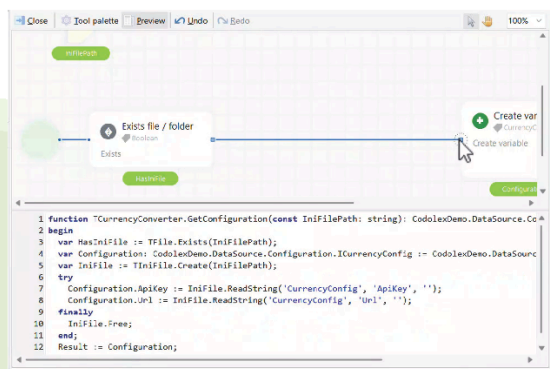 Close Tool palette Preview Undo Redo 100%
IniFilePath
Exists file / folder
Boolean
Exists
HasIniFile
Create var
CurrencyC
Create variable
Configurat
1 function TCurrencyConverter.GetConfiguration(const IniFilePath: string): CodolexDemo.DataSource.Co
2 begin
3 var HasIniFile := TFile.Exists(IniFilePath);
4 var Configuration: CodolexDemo.DataSource.Configuration.ICurrencyConfig := CodolexDemo.DataSourc
5 var IniFile := TIniFile.Create(IniFilePath);
6 try
7 Configuration.ApiKey := IniFile.ReadString('CurrencyConfig', 'ApiKey', '');
8 Configuration.Url := IniFile.ReadString('CurrencyConfig', 'Url', '');
9 finally
10 IniFile.Free;
11 end;
12 Result := Configuration;